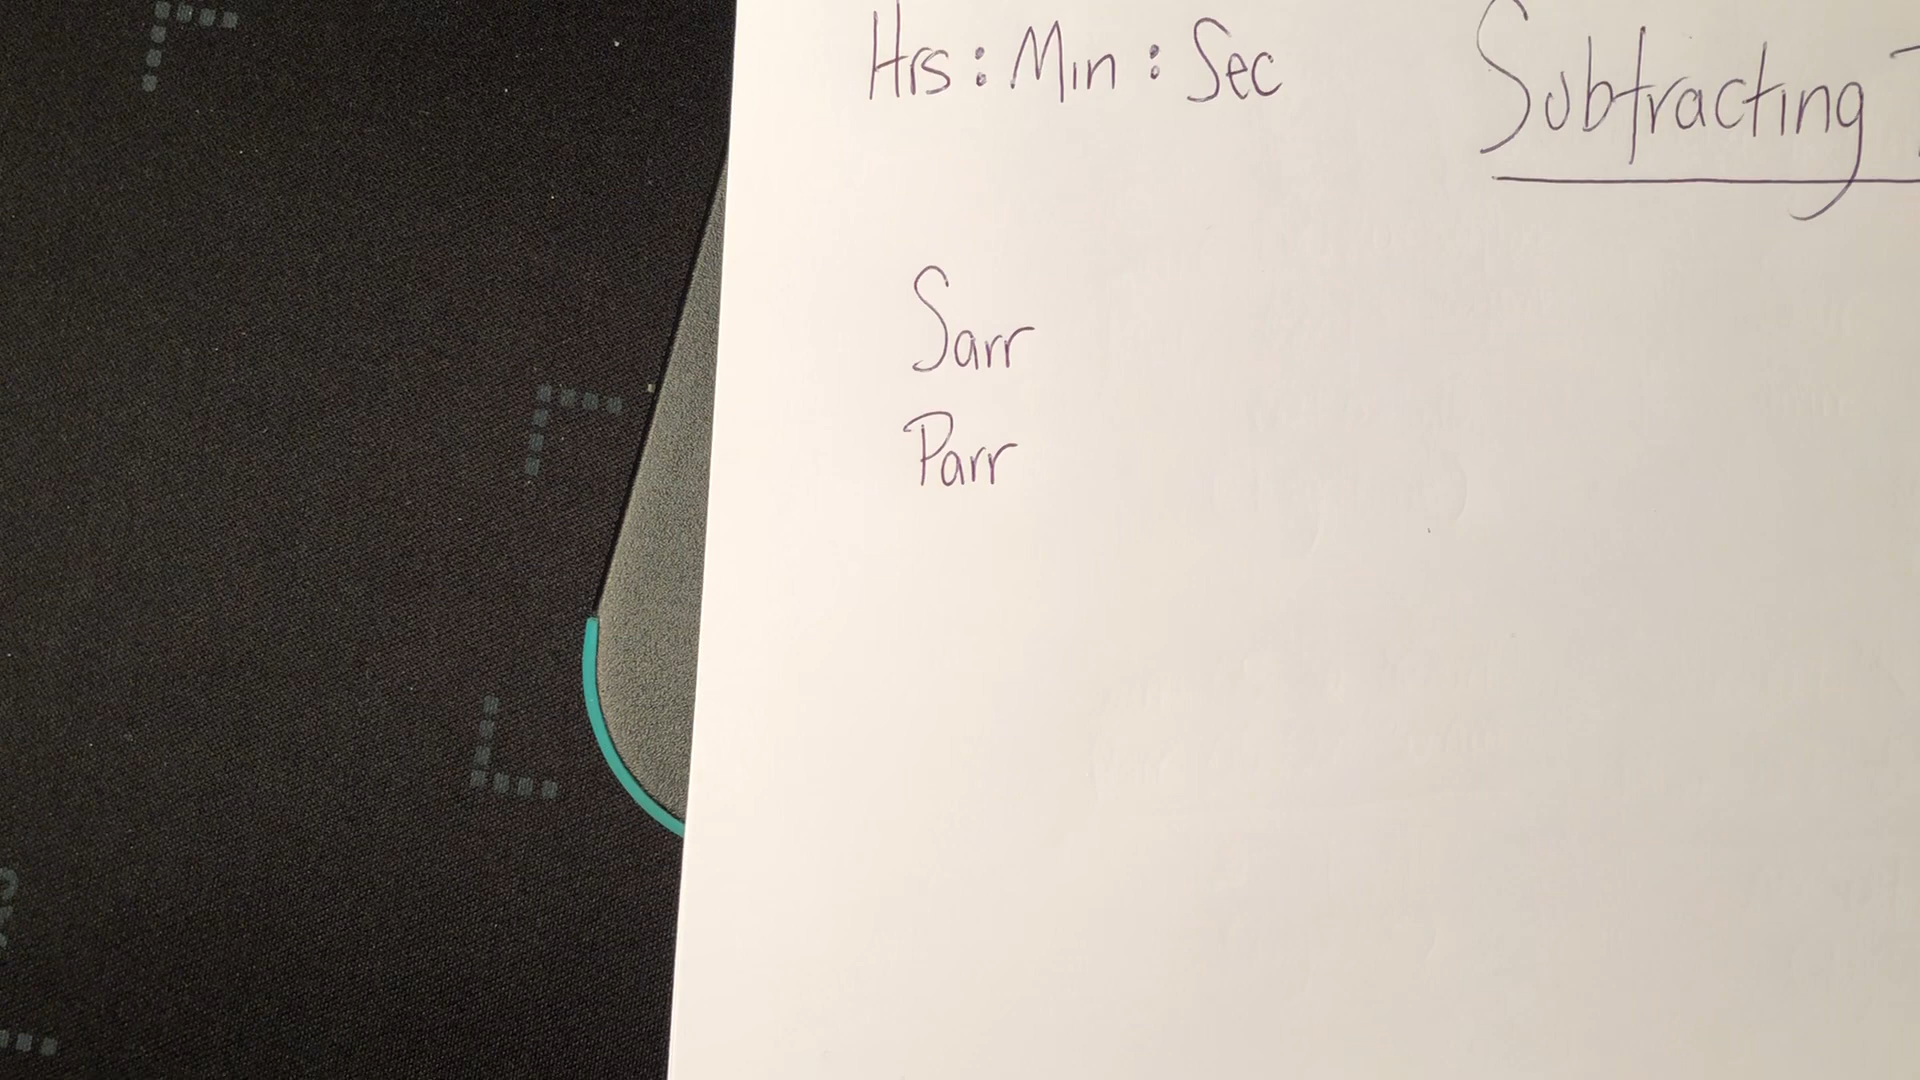 Hrs : Min : Sec
Subtracting
Sarr
Parr